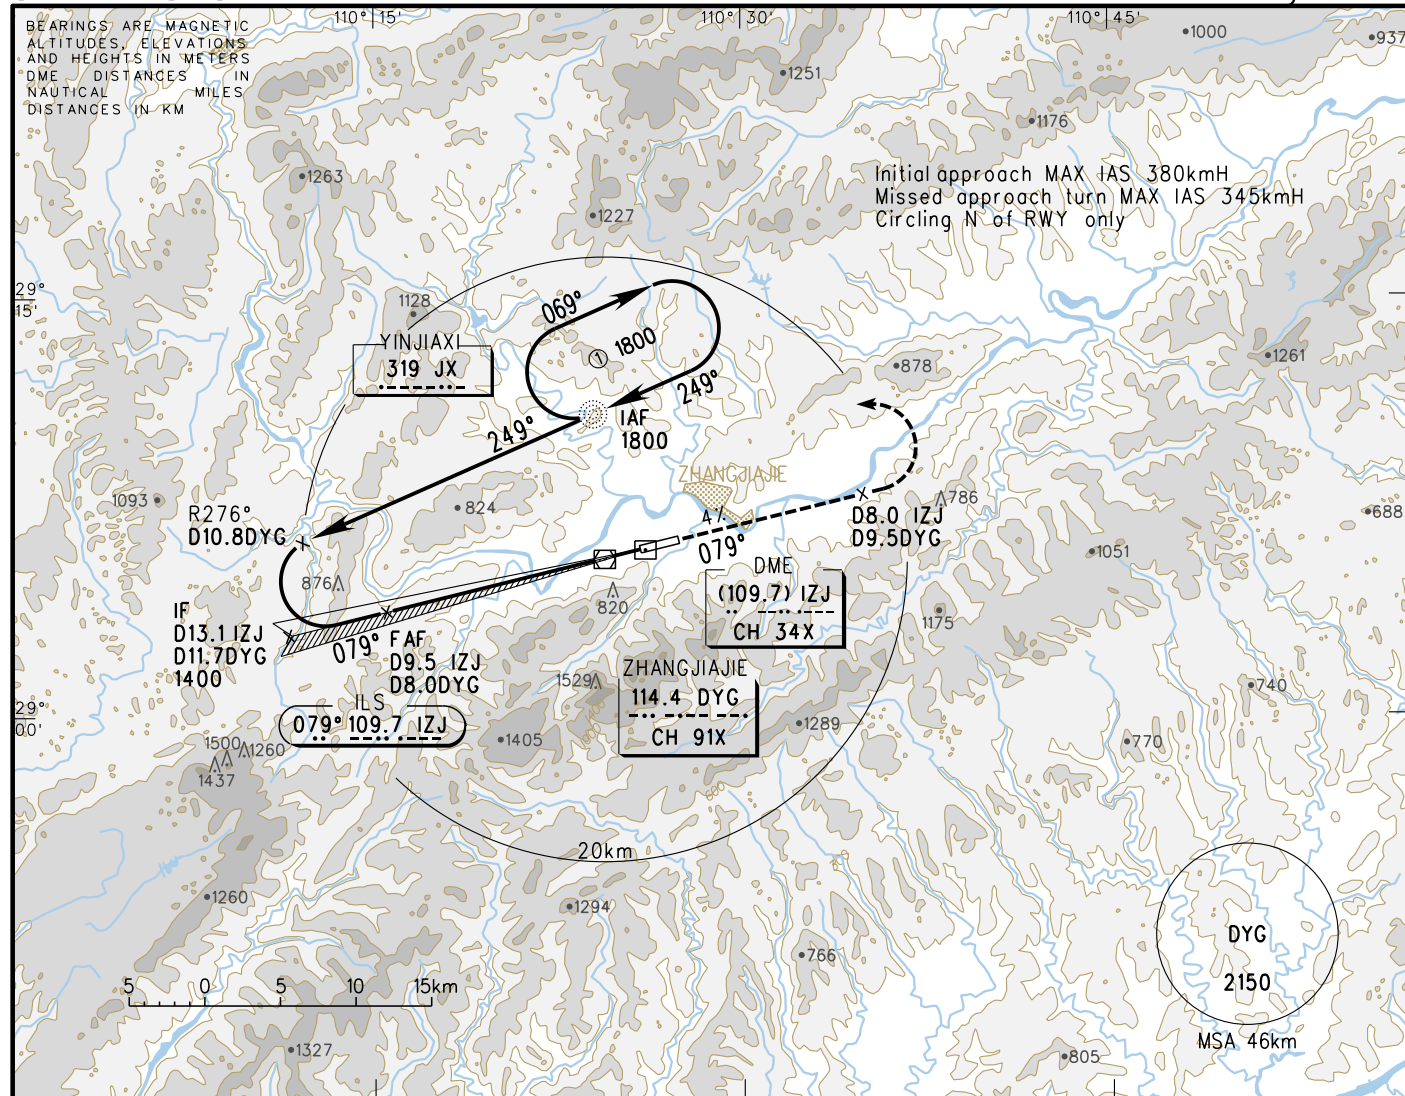 110° 15'
110° 30'
110° 45'
BEARINGS ARE MAGNETIC
ALTITUDES, ELEVATIONS
AND HEIGHTS IN METERS
DME DISTANCES IN
NAUTICAL MILES
DISTANCES IN KM
1000
937
1251
1176
1263
Initial approach MAX IAS 380kmH
Missed approach turn MAX IAS 345kmH
Circling N of RWY only
1227
29°
15'
1128
069°
① 1800
YINJIAXI
319 JX
878
1261
249°
IAF
1800
249°
ZHANGJIAJIE
1093
824
786
688
R276°
D10.8DYG
4%
D8.0 IZJ
D9.5DYG
079°
1051
876
820
DME
(109.7) IZJ
CH 34X
1175
IF
D13.1 IZJ
D11.7DYG
1400
079°
FAF
D9.5 IZJ
D8.0DYG
1529
ZHANGJIAJIE
114.4 DYG
CH 91X
740
ILS
079° 109.7 IZJ
29°
00'
1289
1405
770
1500
1260
1437
20km
1260
1294
766
DYG
2150
MSA 46km
5 0 5 10 15km
1327
805